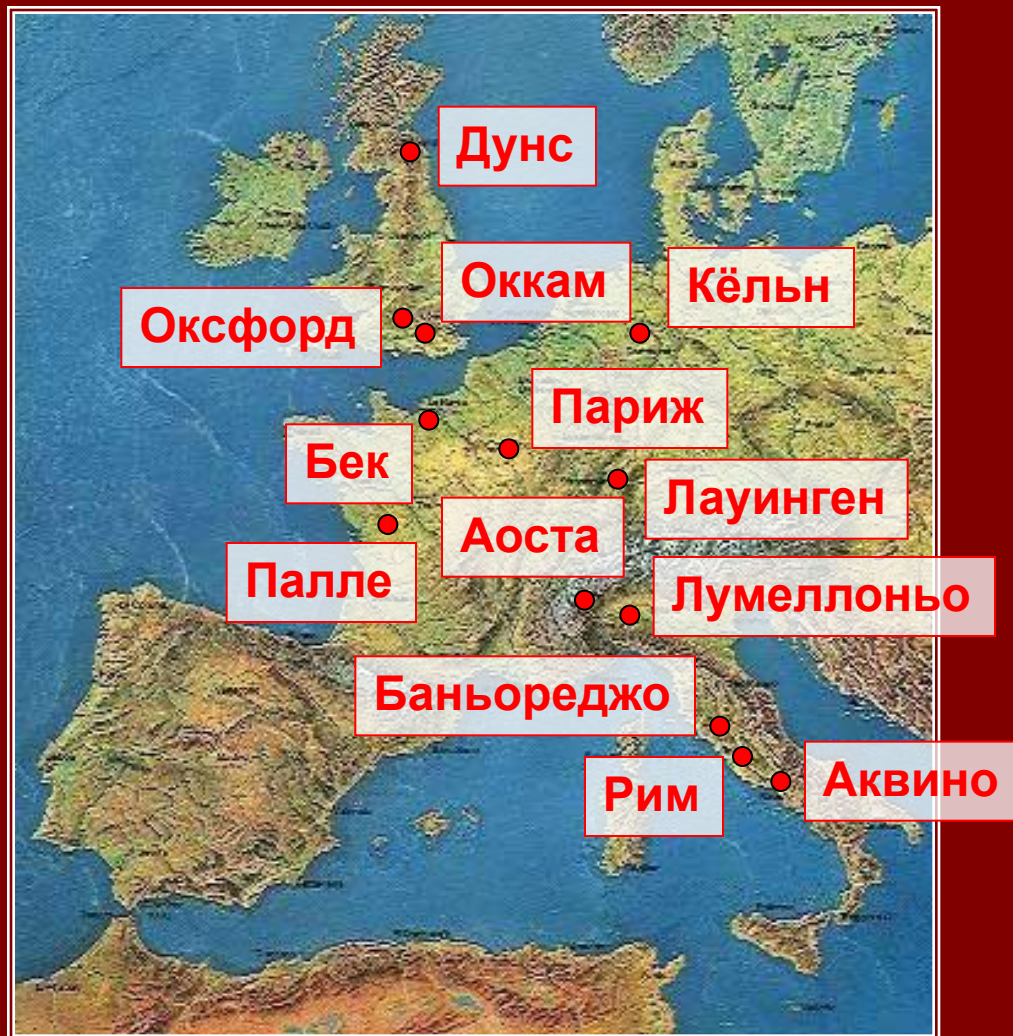 Дунс
Оккам
Кёльн
Оксфорд
Париж
Бек
Лауинген
Аоста
Палле
Лумеллоньо
Баньореджо
Рим
Аквино